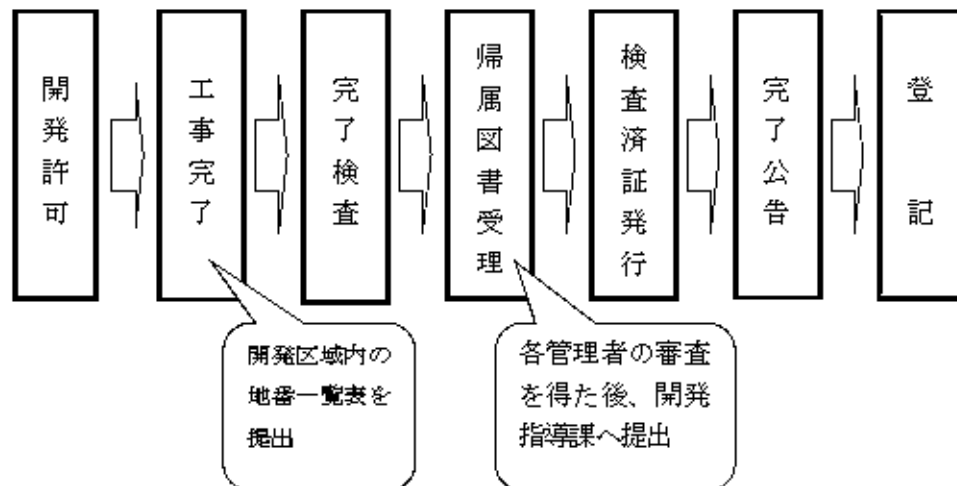 開発許可
工事完了
完了検査
帰属図書受理
検査済証発行
完了公告
登記
開発区域内の
地番一覧表を
提出
各管理者の審査
を得た後、開発
指導課へ提出